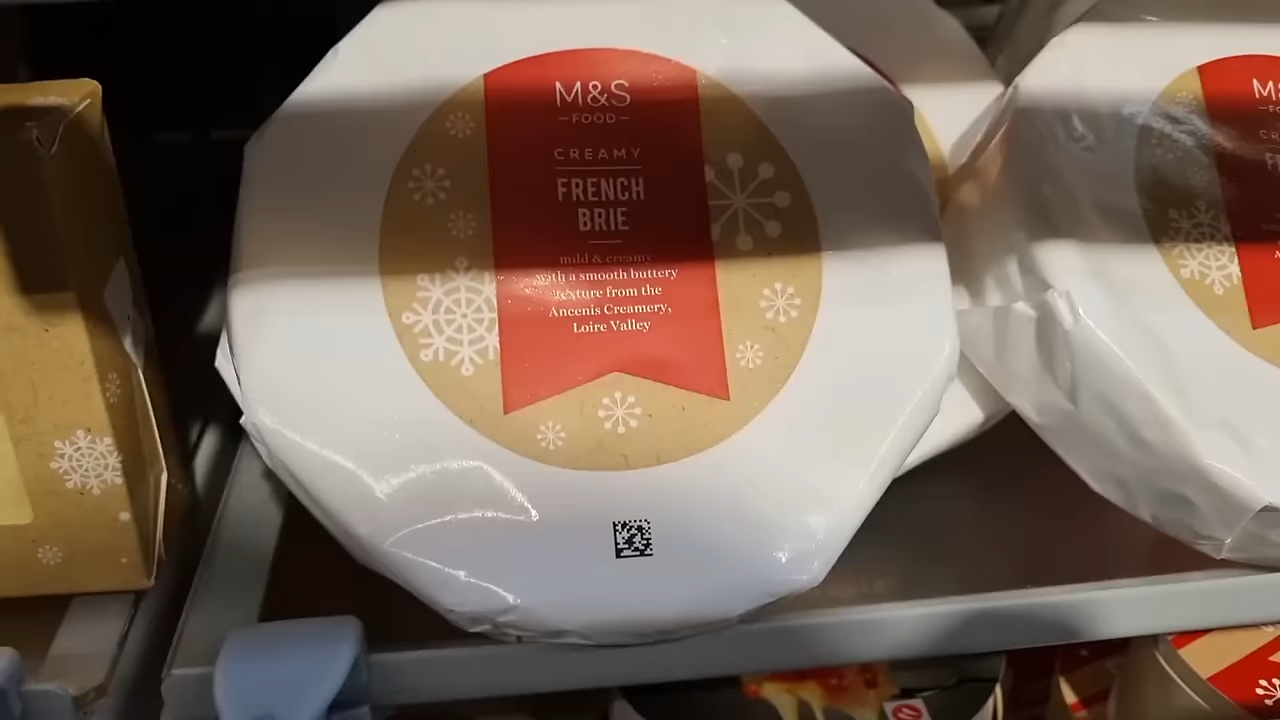 M&S
FOOD
CREAMY
FRENCH
BRIE
mild & creamy
with a smooth buttery
texture from the
Ancenis Creamery,
Loire Valley